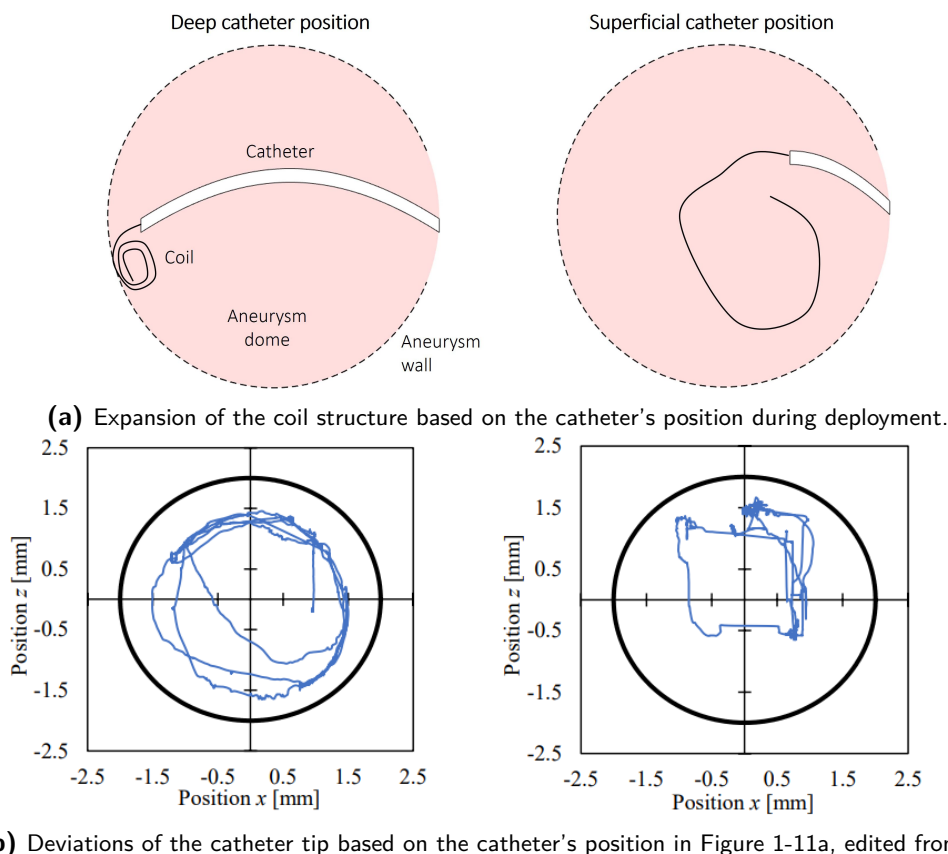 Deep catheter position
Superficial catheter position
Catheter
Coil
Aneurysm
dome
Aneurysm
wall
(a) Expansion of the coil structure based on the catheter's position during deployment.
2.5
1.5
0.5
-0.5
-1.5
-2.5
Position z [mm]
-2.5 -1.5 -0.5 0.5 1.5 2.5
Position x [mm]
2.5
1.5
0.5
-0.5
-1.5
-2.5
Position z [mm]
-2.5 -1.5 -0.5 0.5 1.5 2.5
Position x [mm]
) Deviations of the catheter tip based on the catheter's position in Figure 1-11a, edited